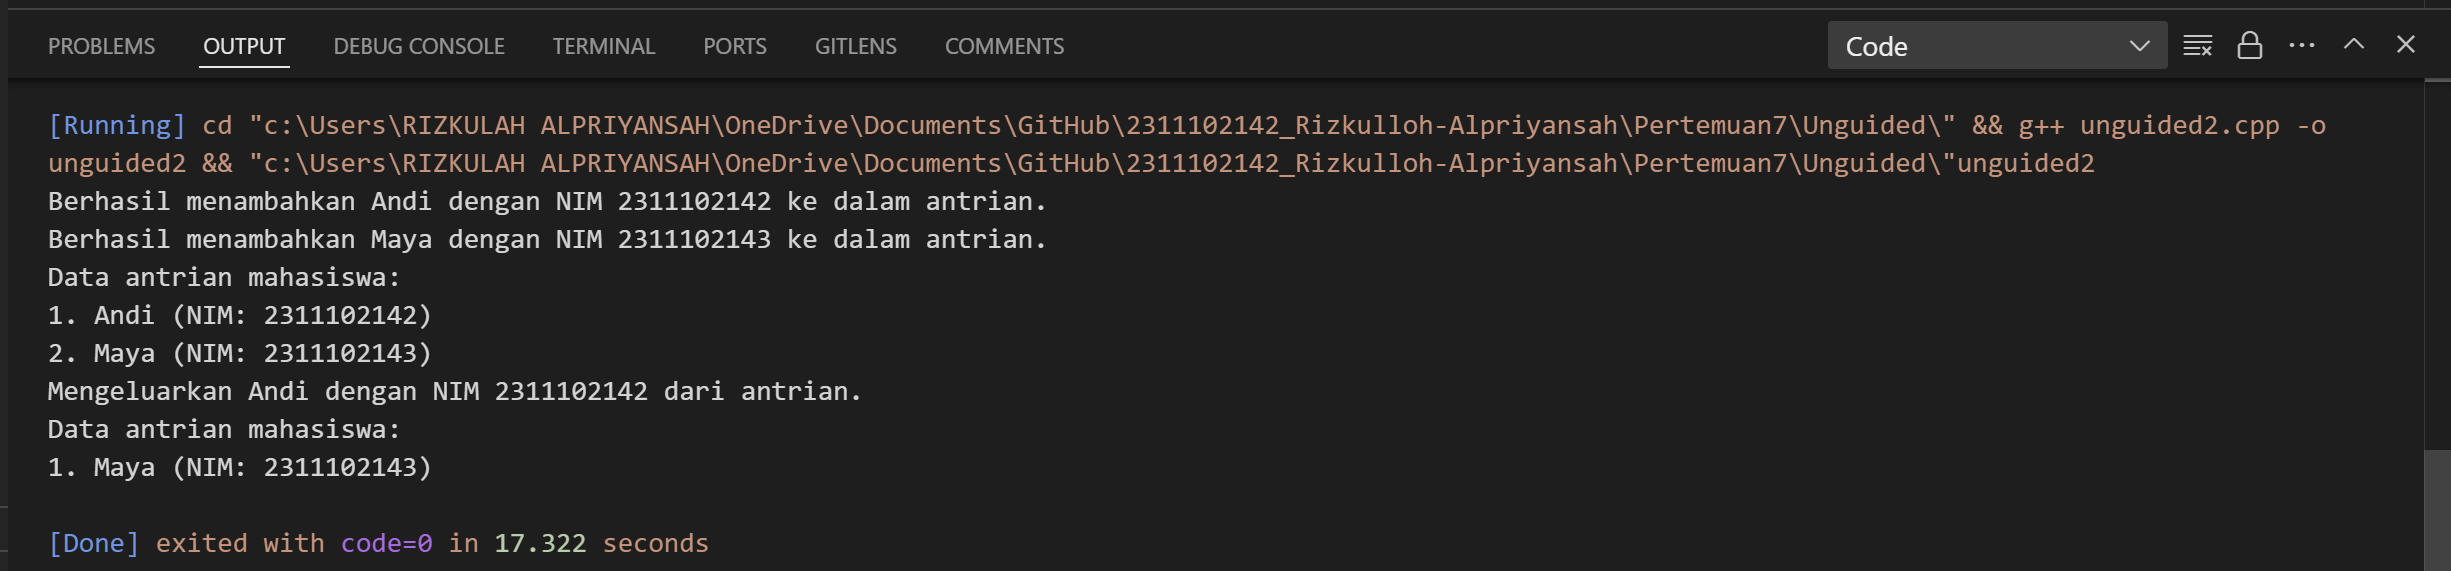 PROBLEMS OUTPUT DEBUG CONSOLE TERMINAL PORTS GITLENS COMMENTS Code
[Running] cd "c:\Users\RIZKULAH ALPRIYANSAH\OneDrive\Documents\GitHub\2311102142_Rizkulloh-Alpriyansah\Pertemuan7\Unguided\" && g++ unguided2.cpp -o
unguided2 && "c:\Users\RIZKULAH ALPRIYANSAH\OneDrive\Documents\GitHub\2311102142_Rizkulloh-Alpriyansah\Pertemuan7\Unguided\"unguided2
Berhasil menambahkan Andi dengan NIM 2311102142 ke dalam antrian.
Berhasil menambahkan Maya dengan NIM 2311102143 ke dalam antrian.
Data antrian mahasiswa:
1. Andi (NIM: 2311102142)
2. Maya (NIM: 2311102143)
Mengeluarkan Andi dengan NIM 2311102142 dari antrian.
Data antrian mahasiswa:
1. Maya (NIM: 2311102143)
[Done] exited with code=0 in 17.322 seconds